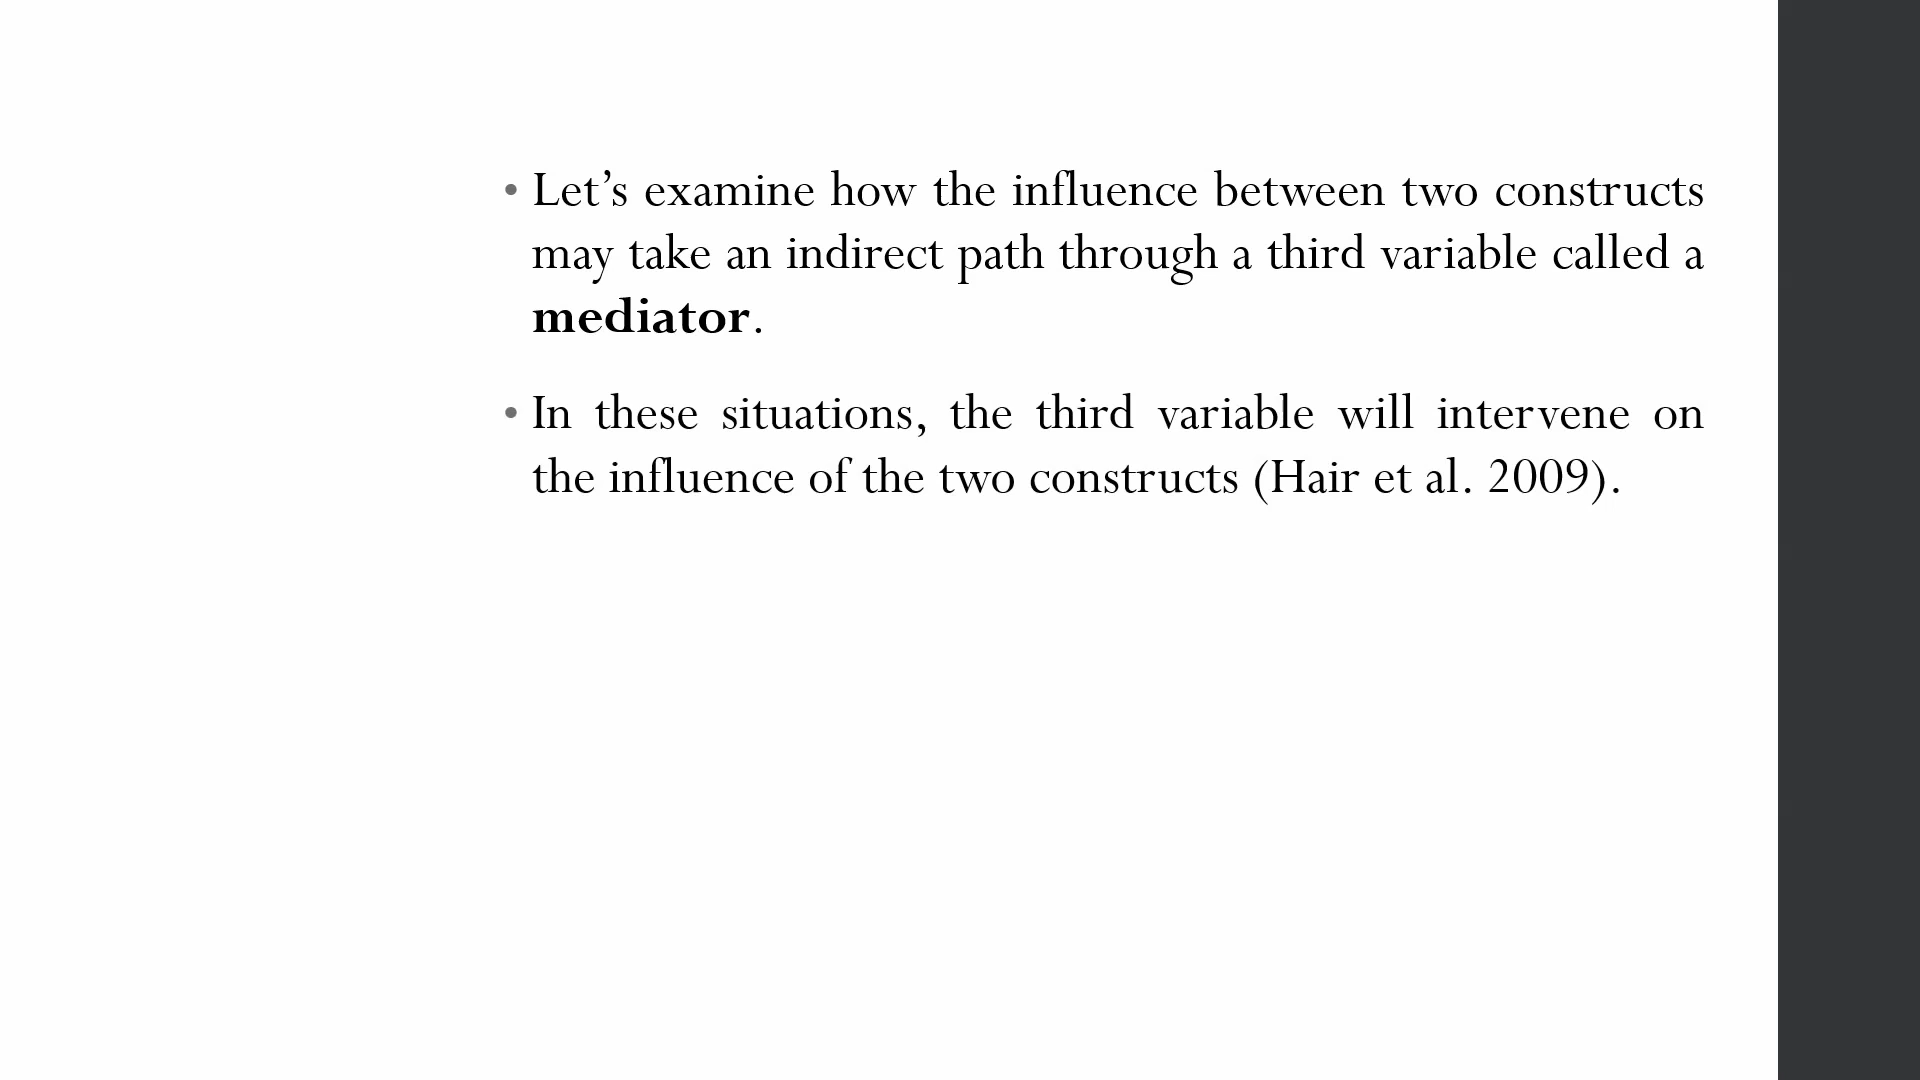 • Let’s examine how the influence between two constructs
may take an indirect path through a third variable called a
mediator.
• In these situations, the third variable will intervene on
the influence of the two constructs (Hair et al. 2009).